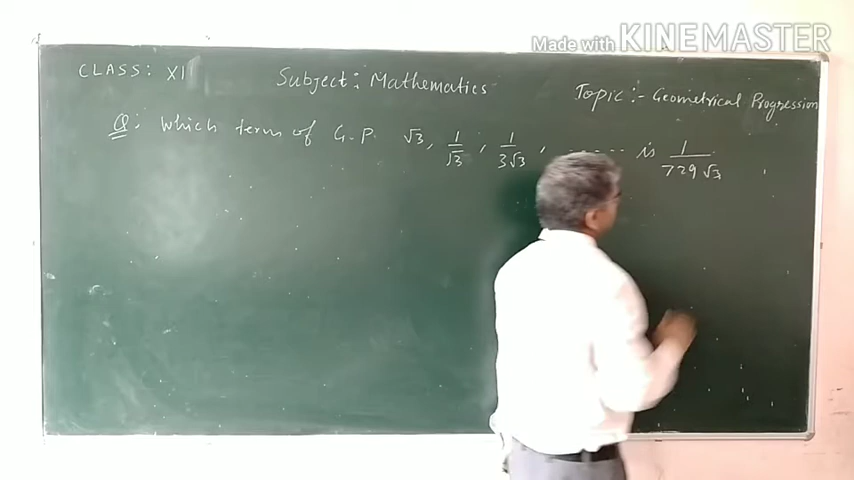 Made with KINEMASTER
CLASS: XI
Subject: Mathematics
Topic:- Geometrical Progression
Q: Which term of G.P. √3, 1/√3, 1/3√3, ...... is 1/729√3